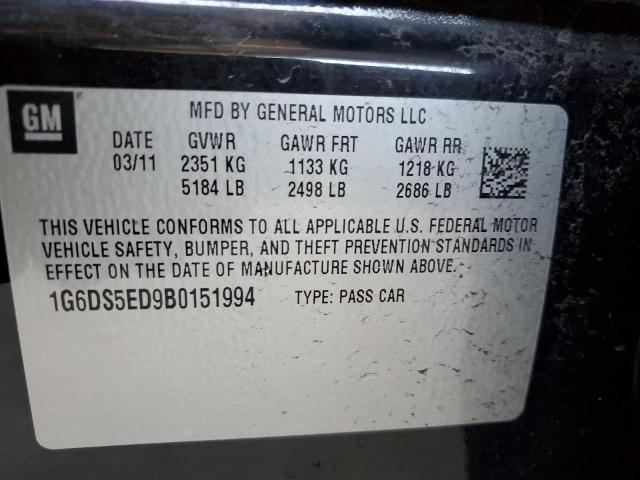 GM
MFD BY GENERAL MOTORS LLC
DATE GVWR GAWR FRT GAWR RR
03/11 2351 KG 1133 KG 1218 KG
5184 LB 2498 LB 2686 LB
THIS VEHICLE CONFORMS TO ALL APPLICABLE U.S. FEDERAL MOTOR
VEHICLE SAFETY, BUMPER, AND THEFT PREVENTION STANDARDS IN
EFFECT ON THE DATE OF MANUFACTURE SHOWN ABOVE.
1G6DS5ED9B0151994 TYPE: PASS CAR